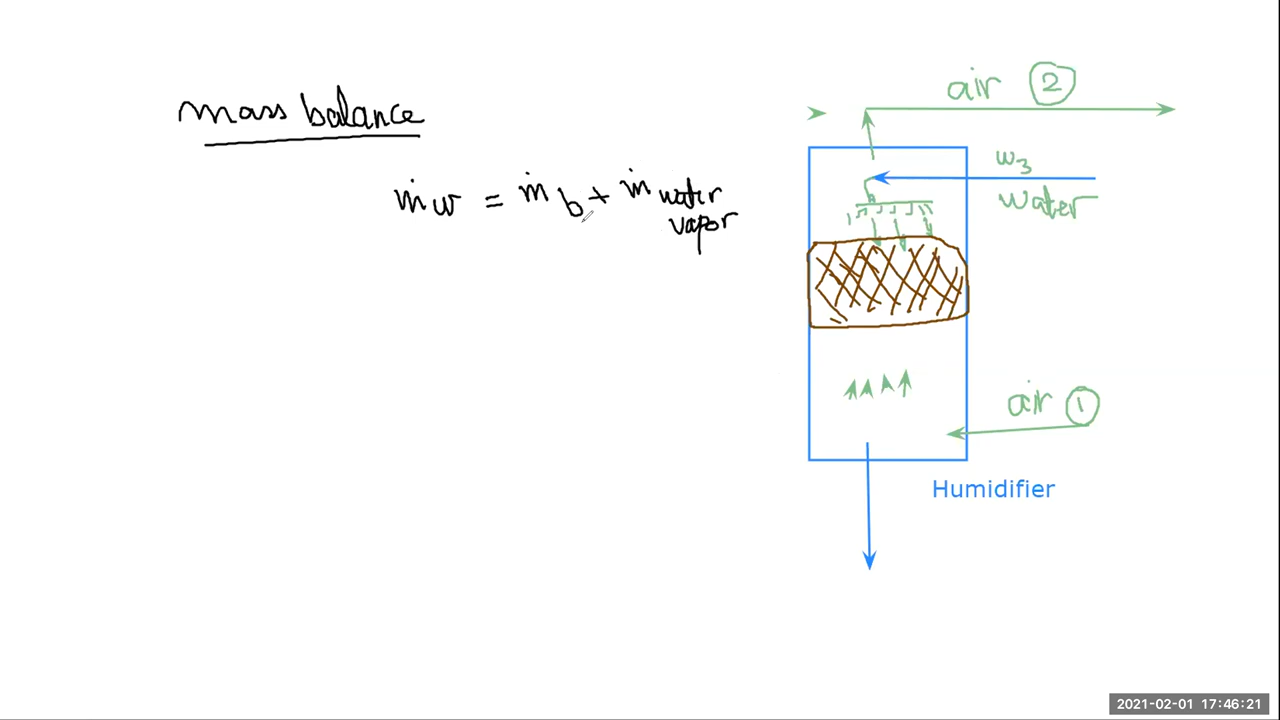 mass balance
ṁw = ṁb + ṁwater vapor
air ②
w₃
water
air ①
Humidifier
2021-02-01 17:46:21